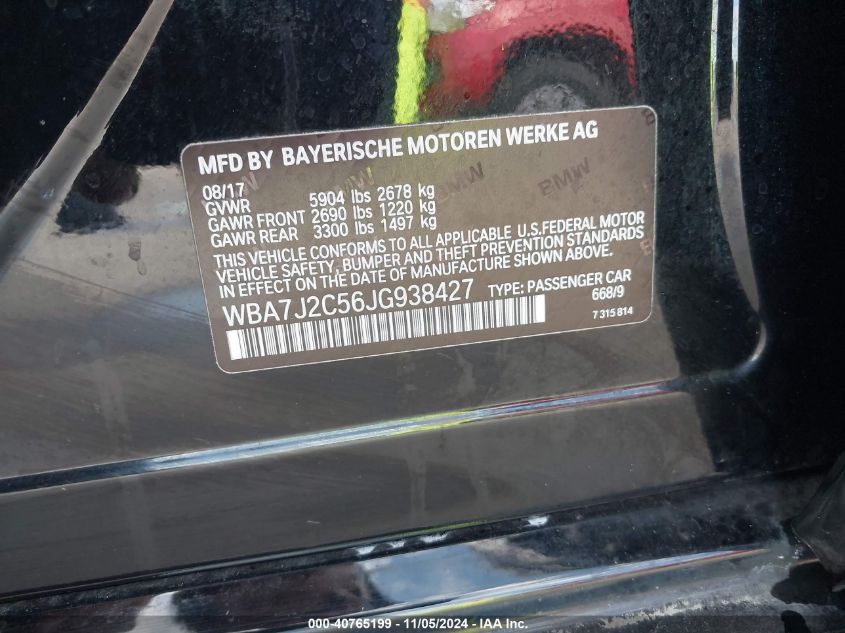 MFD BY BAYERISCHE MOTOREN WERKE AG
08/17
GVWR 5904 lbs 2678 kg
GAWR FRONT 2690 lbs 1220 kg
GAWR REAR 3300 lbs 1497 kg
THIS VEHICLE CONFORMS TO ALL APPLICABLE U.S.FEDERAL MOTOR
VEHICLE SAFETY, BUMPER AND THEFT PREVENTION STANDARDS
IN EFFECT ON THE DATE OF MANUFACTURE SHOWN ABOVE.
WBA7J2C56JG938427 TYPE: PASSENGER CAR
668/9
7 315 814
BMW
BMW
BMW
000-40765199 - 11/05/2024 - IAA Inc.